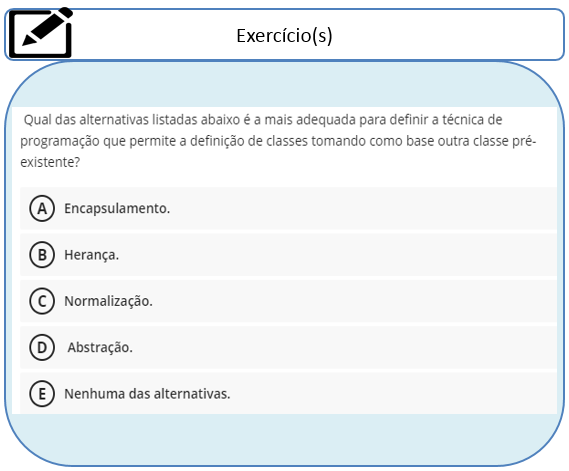 Exercício(s)
Qual das alternativas listadas abaixo é a mais adequada para definir a técnica de
programação que permite a definição de classes tomando como base outra classe pré-
existente?
A Encapsulamento.
B Herança.
C Normalização.
D Abstração.
E Nenhuma das alternativas.